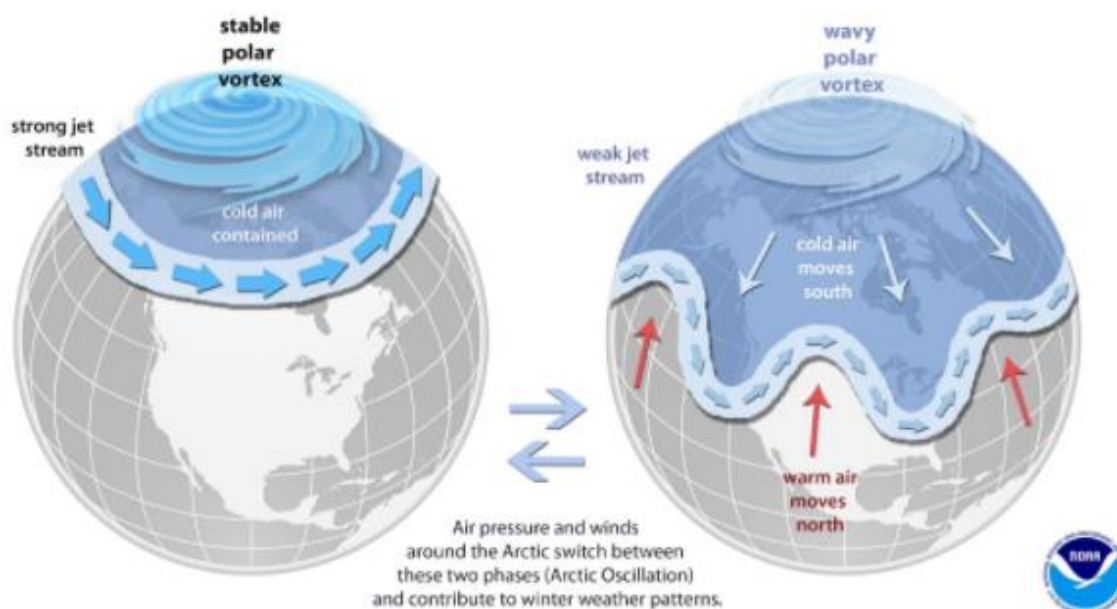 stable
polar
vortex
strong jet
stream
cold air
contained
wavy
polar
vortex
weak jet
stream
cold air
moves
south
warm air
moves
north
Air pressure and winds
around the Arctic switch between
these two phases (Arctic Oscillation)
and contribute to winter weather patterns.
NOAA